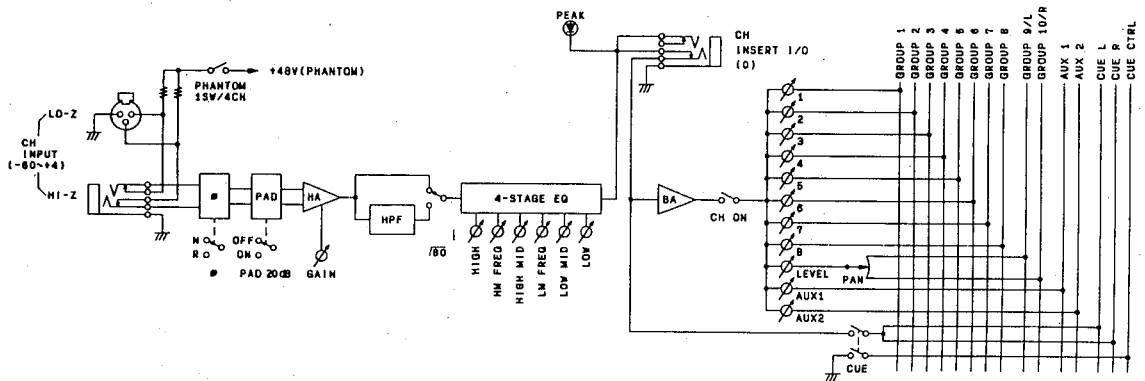 PEAK
CH
INSERT I/O
(0)
GROUP 1
GROUP 2
GROUP 3
GROUP 4
GROUP 5
GROUP 6
GROUP 7
GROUP 8
GROUP 9/L
GROUP 10/R
AUX 1
AUX 2
CUE L
CUE R
CUE CTRL
+48V(PHANTOM)
PHANTOM
1SW/4CH
LO-Z
CH
INPUT
(-60~+4)
HI-Z
ø
PAD
HA
HPF
4-STAGE EQ
BA
CH ON
N
R
ø
OFF
ON
PAD 20dB
GAIN
/80
HIGH
HM FREQ
HIGH MID
LM FREQ
LOW MID
LOW
1
2
3
4
5
6
7
8
LEVEL
PAN
AUX1
AUX2
CUE